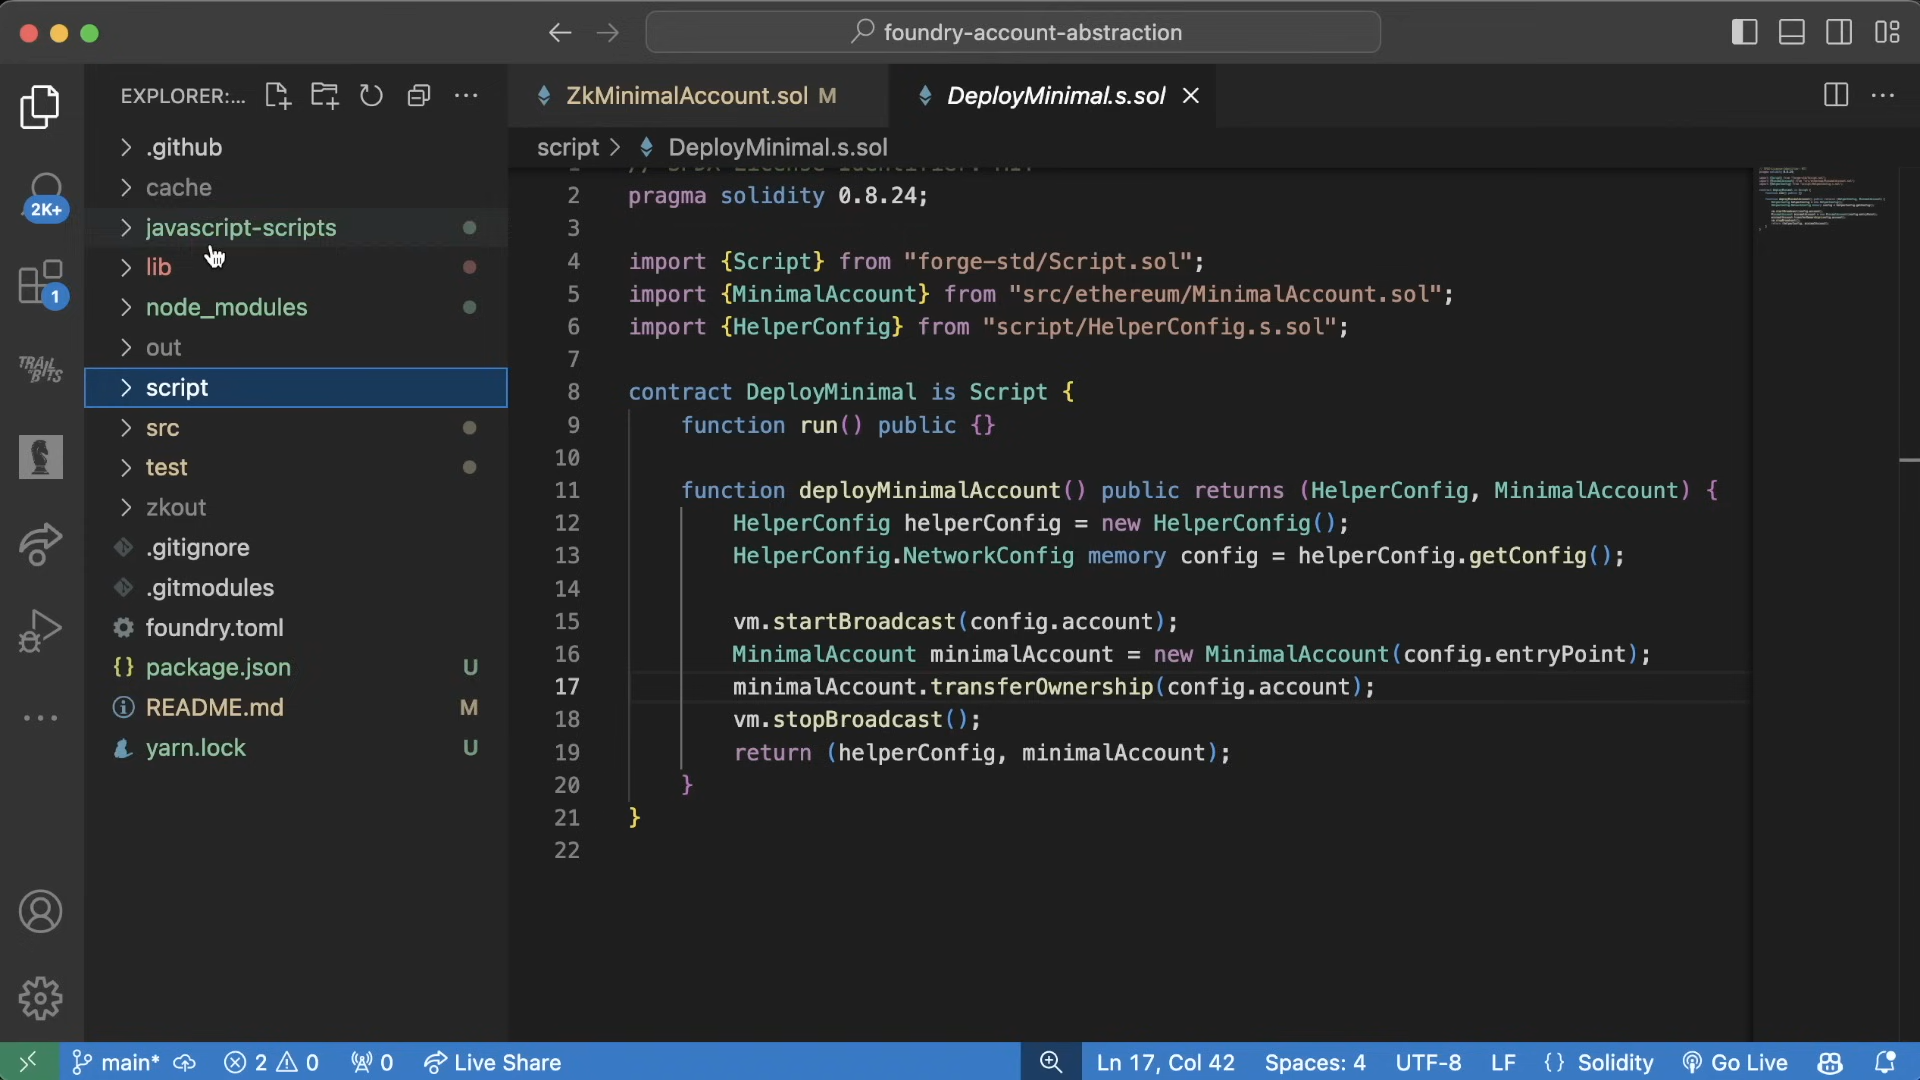 foundry-account-abstraction
EXPLORER:...
.github
cache
javascript-scripts
lib
node_modules
out
script
src
test
zkout
.gitignore
.gitmodules
foundry.toml
{} package.json U
README.md M
yarn.lock U
2K+
1
TRAIL OF BITS
ZkMinimalAccount.sol M
DeployMinimal.s.sol
script > DeployMinimal.s.sol
2 pragma solidity 0.8.24;
3
4 import {Script} from "forge-std/Script.sol";
5 import {MinimalAccount} from "src/ethereum/MinimalAccount.sol";
6 import {HelperConfig} from "script/HelperConfig.s.sol";
7
8 contract DeployMinimal is Script {
9 function run() public {}
10
11 function deployMinimalAccount() public returns (HelperConfig, MinimalAccount) {
12 HelperConfig helperConfig = new HelperConfig();
13 HelperConfig.NetworkConfig memory config = helperConfig.getConfig();
14
15 vm.startBroadcast(config.account);
16 MinimalAccount minimalAccount = new MinimalAccount(config.entryPoint);
17 minimalAccount.transferOwnership(config.account);
18 vm.stopBroadcast();
19 return (helperConfig, minimalAccount);
20 }
21 }
22
main* 2 0 0 Live Share Ln 17, Col 42 Spaces: 4 UTF-8 LF {} Solidity Go Live